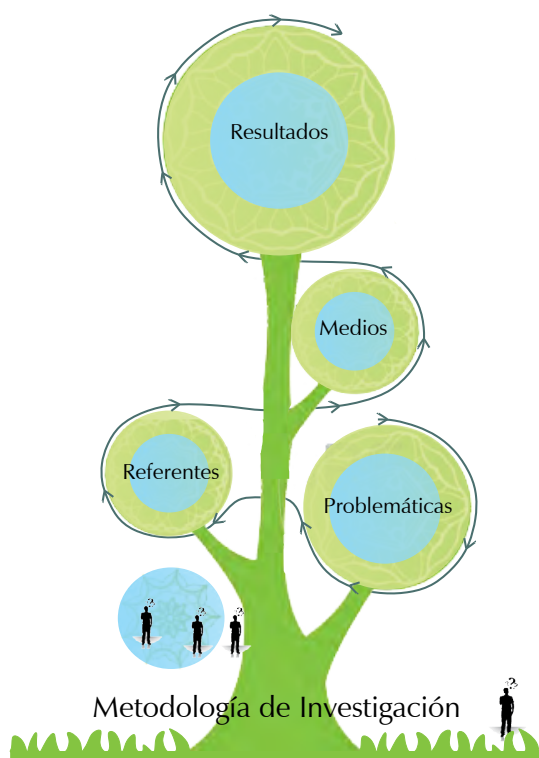 Resultados
Medios
Referentes
Problemáticas
Metodología de Investigación